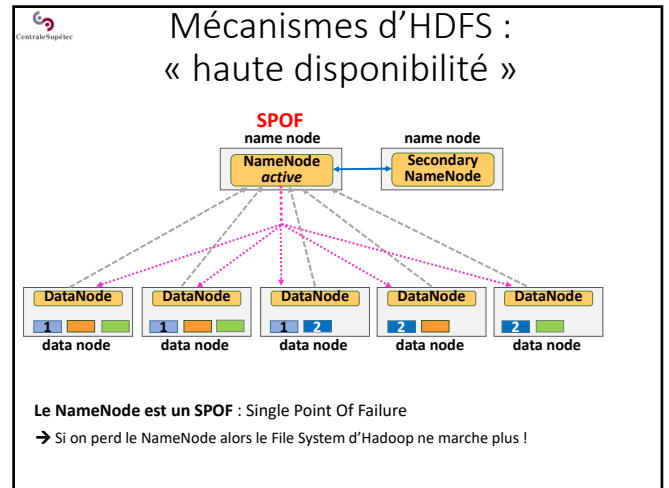 CentraleSupélec
Mécanismes d’HDFS :
« haute disponibilité »
SPOF
name node
name node
NameNode
active
Secondary
NameNode
DataNode
DataNode
DataNode
DataNode
DataNode
1
1
1 2
2
2
data node
data node
data node
data node
data node
Le NameNode est un SPOF : Single Point Of Failure
➔ Si on perd le NameNode alors le File System d’Hadoop ne marche plus !